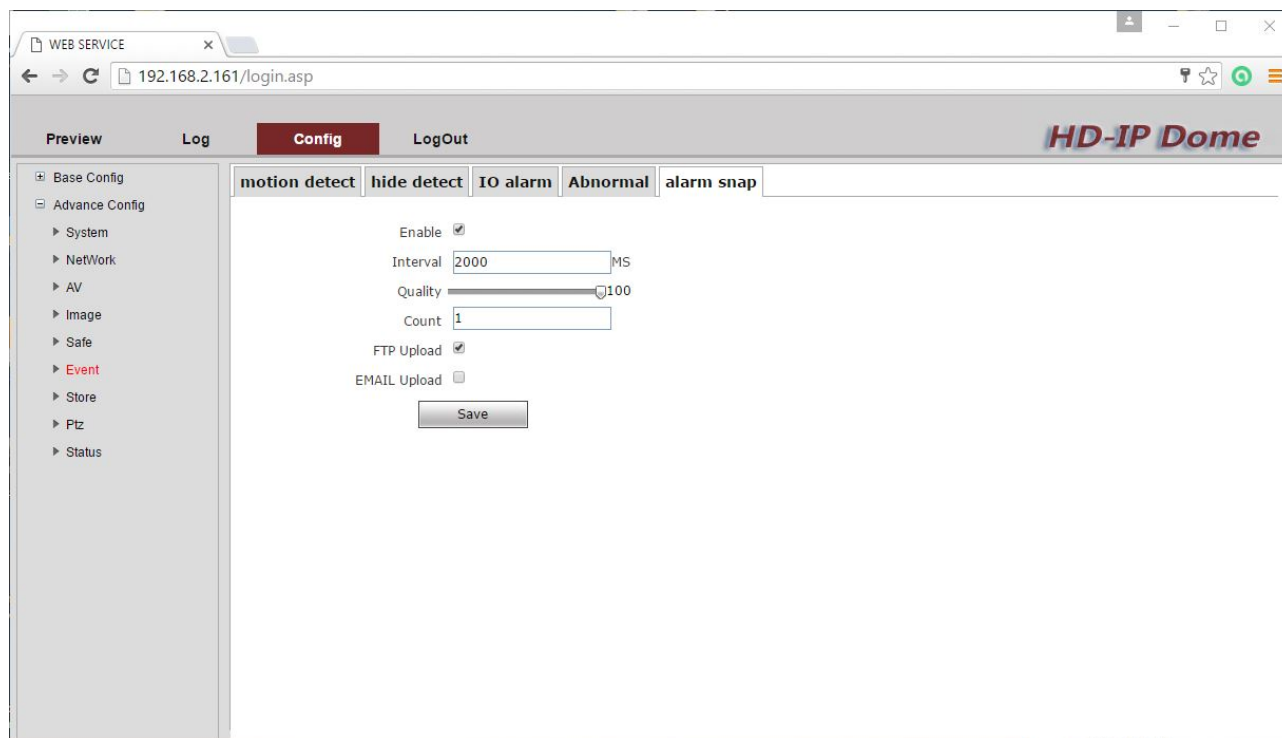 WEB SERVICE
192.168.2.161/login.asp
Preview Log Config LogOut HD-IP Dome
Base Config
Advance Config
System
NetWork
AV
Image
Safe
Event
Store
Ptz
Status
motion detect hide detect IO alarm Abnormal alarm snap
Enable
Interval 2000 MS
Quality 100
Count 1
FTP Upload
EMAIL Upload
Save